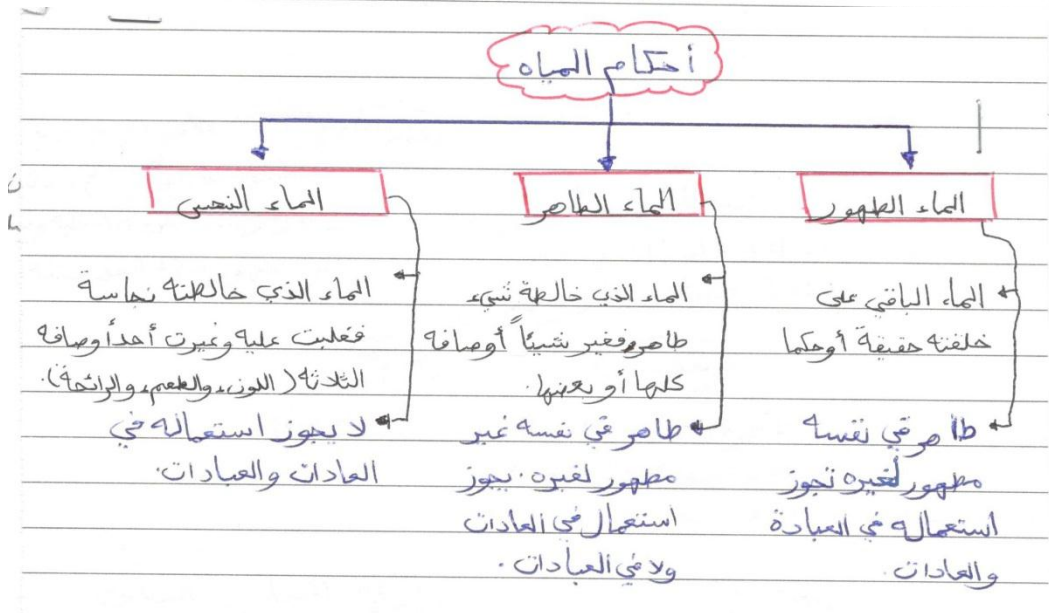 أحكام المياه
الماء الطهور
الماء الباقي على
خلقته حقيقة أو حكما
طاهر في نفسه
مطهور لغيره تجوز
استعماله في العبادة
والعادات.
الماء الطاهر
الماء الذي خالطة شيء
طاهر فغير شيئاً أوصافه
كلها أو بعضها.
طاهر في نفسه غير
مطهور لغيره. يجوز
استعمال في العادات
ولا في العبادات.
الماء النجس
الماء الذي خالطته نجاسة
فغلبت عليه وغيرت أحد أوصافه
الثلاثة (اللون، والطعم، والرائحة).
لا يجوز استعماله في
العادات والعبادات.